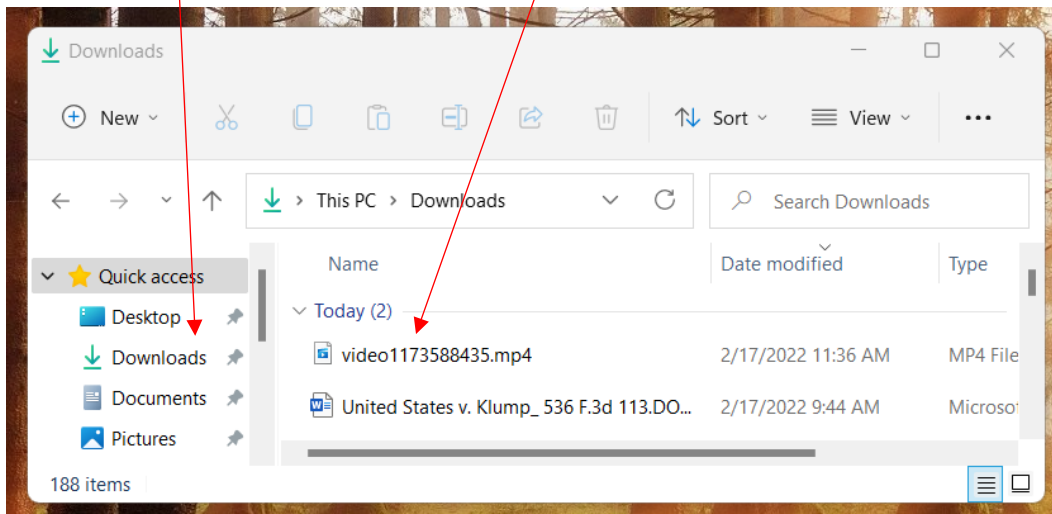 Downloads
New Sort View
This PC > Downloads Search Downloads
Quick access
Desktop
Downloads
Documents
Pictures
Name Date modified Type
Today (2)
video1173588435.mp4 2/17/2022 11:36 AM MP4 File
United States v. Klump_ 536 F.3d 113.DO... 2/17/2022 9:44 AM Microso
188 items